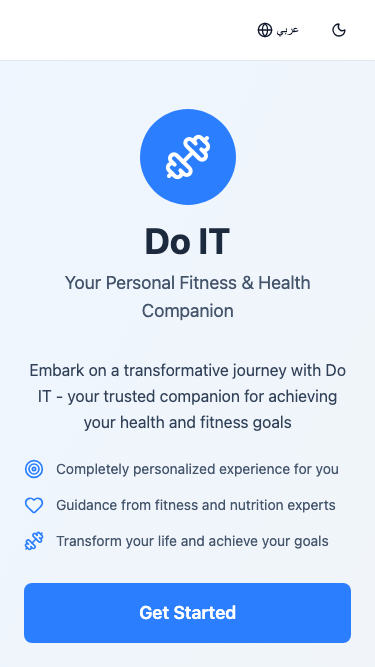 عربي
Do IT
Your Personal Fitness & Health
Companion
Embark on a transformative journey with Do
IT - your trusted companion for achieving
your health and fitness goals
Completely personalized experience for you
Guidance from fitness and nutrition experts
Transform your life and achieve your goals
Get Started